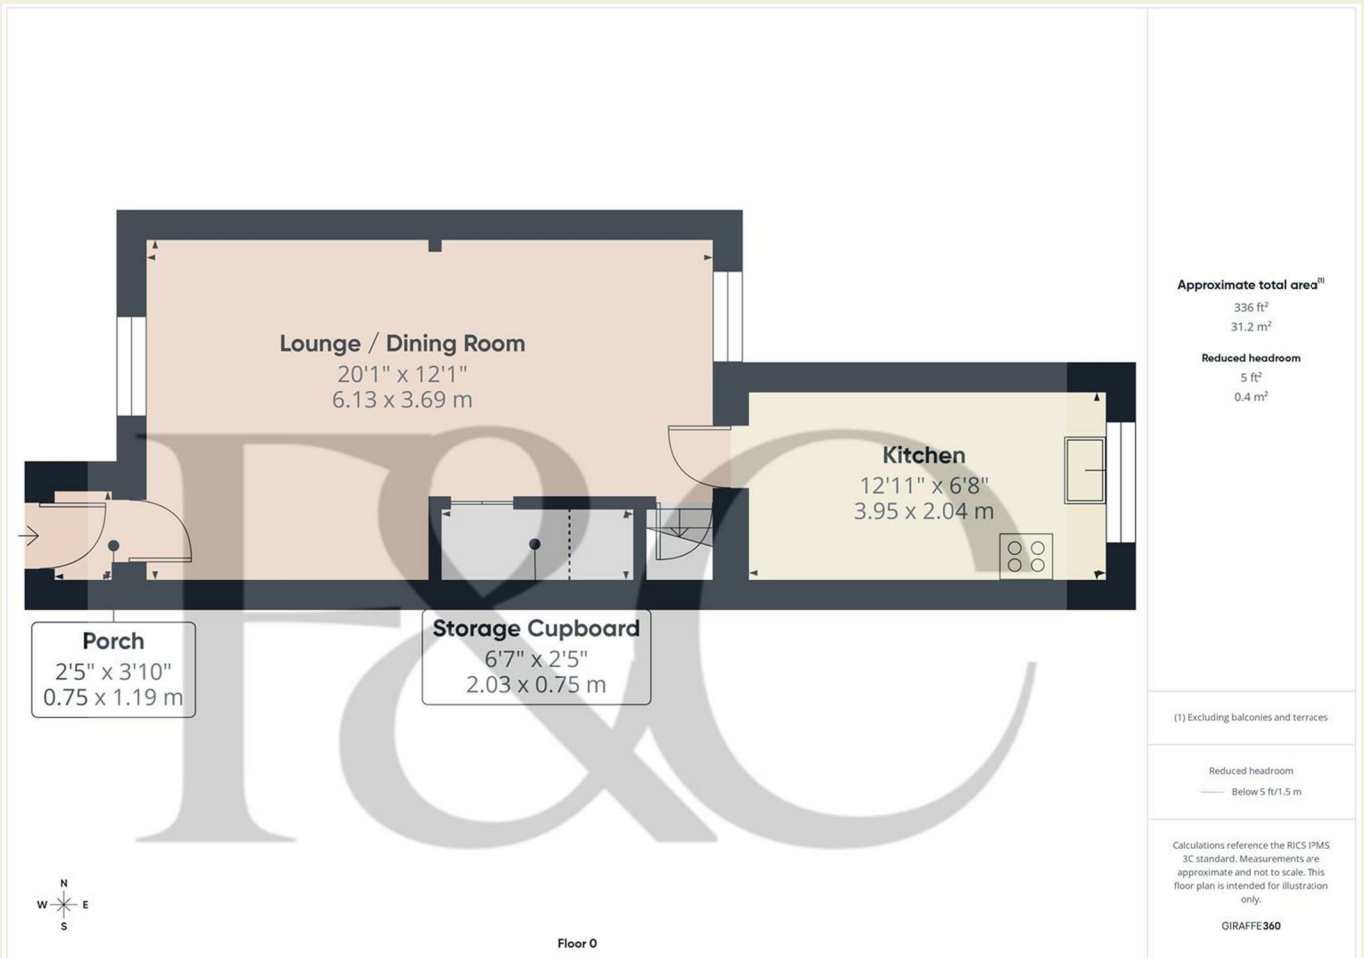 Lounge / Dining Room
20'1" x 12'1"
6.13 x 3.69 m
Kitchen
12'11" x 6'8"
3.95 x 2.04 m
Porch
2'5" x 3'10"
0.75 x 1.19 m
Storage Cupboard
6'7" x 2'5"
2.03 x 0.75 m
F&C
N
W E
S
Floor 0
Approximate total area(1)
336 ft²
31.2 m²
Reduced headroom
5 ft²
0.4 m²
(1) Excluding balconies and terraces
Reduced headroom
Below 5 ft/1.5 m
Calculations reference the RICS IPMS
3C standard. Measurements are
approximate and not to scale. This
floor plan is intended for illustration
only.
GIRAFFE360